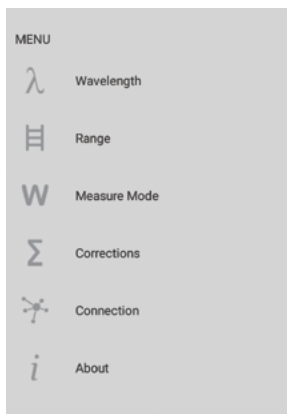 MENU
λ Wavelength
Range
W Measure Mode
Σ Corrections
Connection
i About